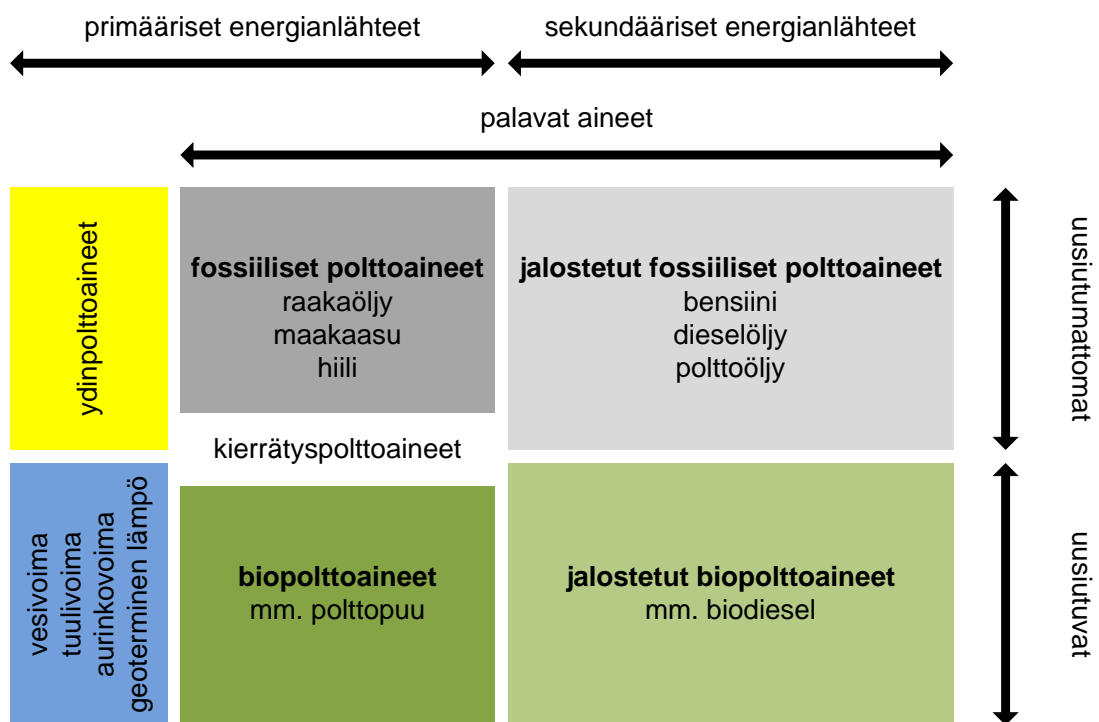 primääriset energianlähteet
sekundääriset energianlähteet
palavat aineet
ydinpolttoaineet
fossiiliset polttoaineet
raakaöljy
maakaasu
hiili
jalostetut fossiiliset polttoaineet
bensiini
dieselöljy
polttoöljy
uusiutumattomat
kierrätyspolttoaineet
vesivoima
tuulivoima
aurinkovoima
geoterminen lämpö
biopolttoaineet
mm. polttopuu
jalostetut biopolttoaineet
mm. biodiesel
uusiutuvat